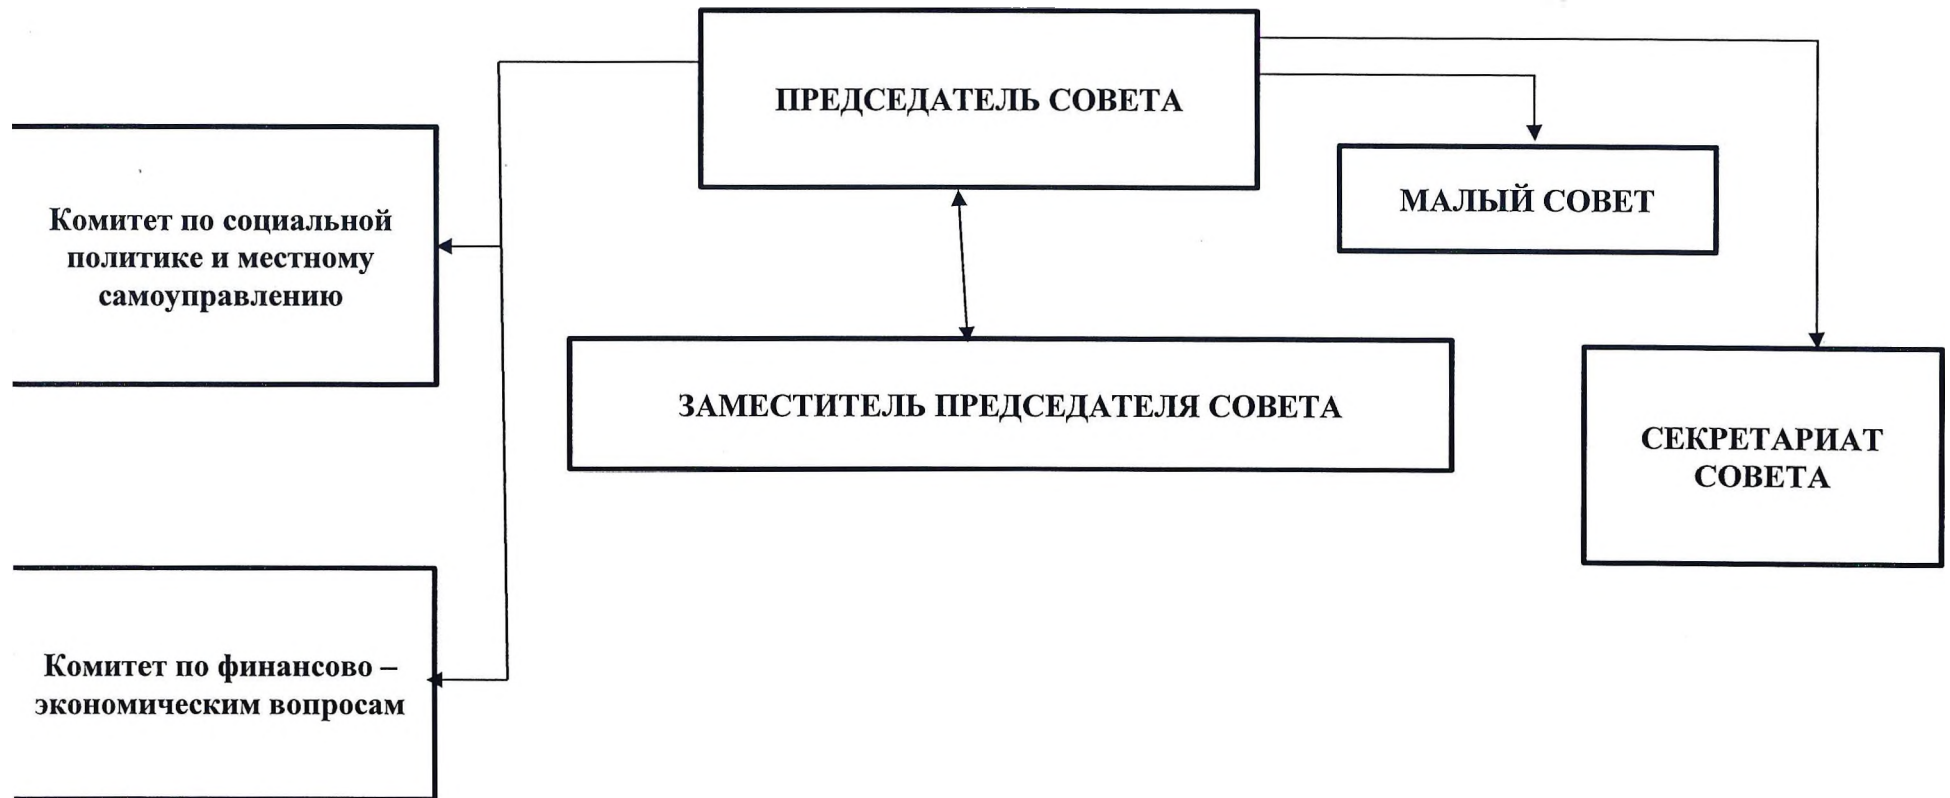 ПРЕДСЕДАТЕЛЬ СОВЕТА
МАЛЫЙ СОВЕТ
Комитет по социальной
политике и местному
самоуправлению
ЗАМЕСТИТЕЛЬ ПРЕДСЕДАТЕЛЯ СОВЕТА
СЕКРЕТАРИАТ
СОВЕТА
Комитет по финансово –
экономическим вопросам